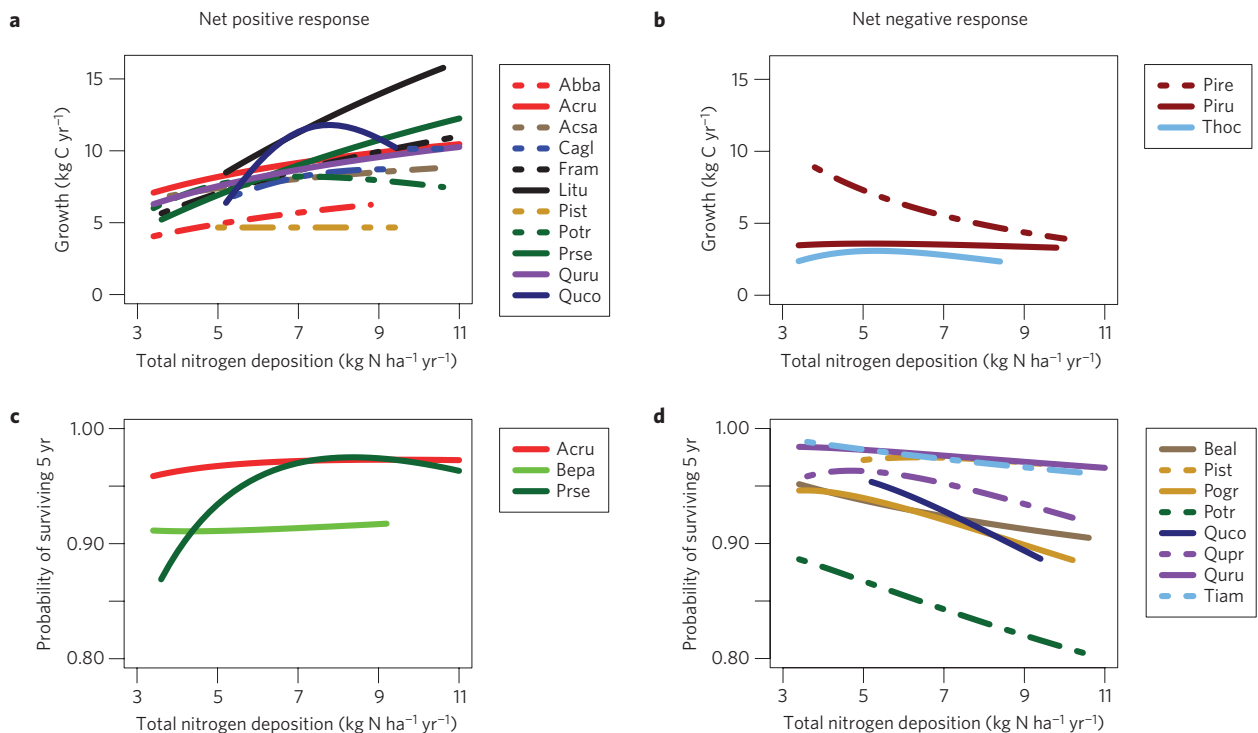 a
Net positive response
Growth (kg C yr⁻¹)
15
10
5
0
3 5 7 9 11
Total nitrogen deposition (kg N ha⁻¹ yr⁻¹)
Abba
Acru
Acsa
Cagl
Fram
Litu
Pist
Potr
Prse
Quru
Quco
b
Net negative response
Growth (kg C yr⁻¹)
15
10
5
0
3 5 7 9 11
Total nitrogen deposition (kg N ha⁻¹ yr⁻¹)
Pire
Piru
Thoc
c
Probability of surviving 5 yr
1.00
0.90
0.80
3 5 7 9 11
Total nitrogen deposition (kg N ha⁻¹ yr⁻¹)
Acru
Bepa
Prse
d
Probability of surviving 5 yr
1.00
0.90
0.80
3 5 7 9 11
Total nitrogen deposition (kg N ha⁻¹ yr⁻¹)
Beal
Pist
Pogr
Potr
Quco
Qupr
Quru
Tiam